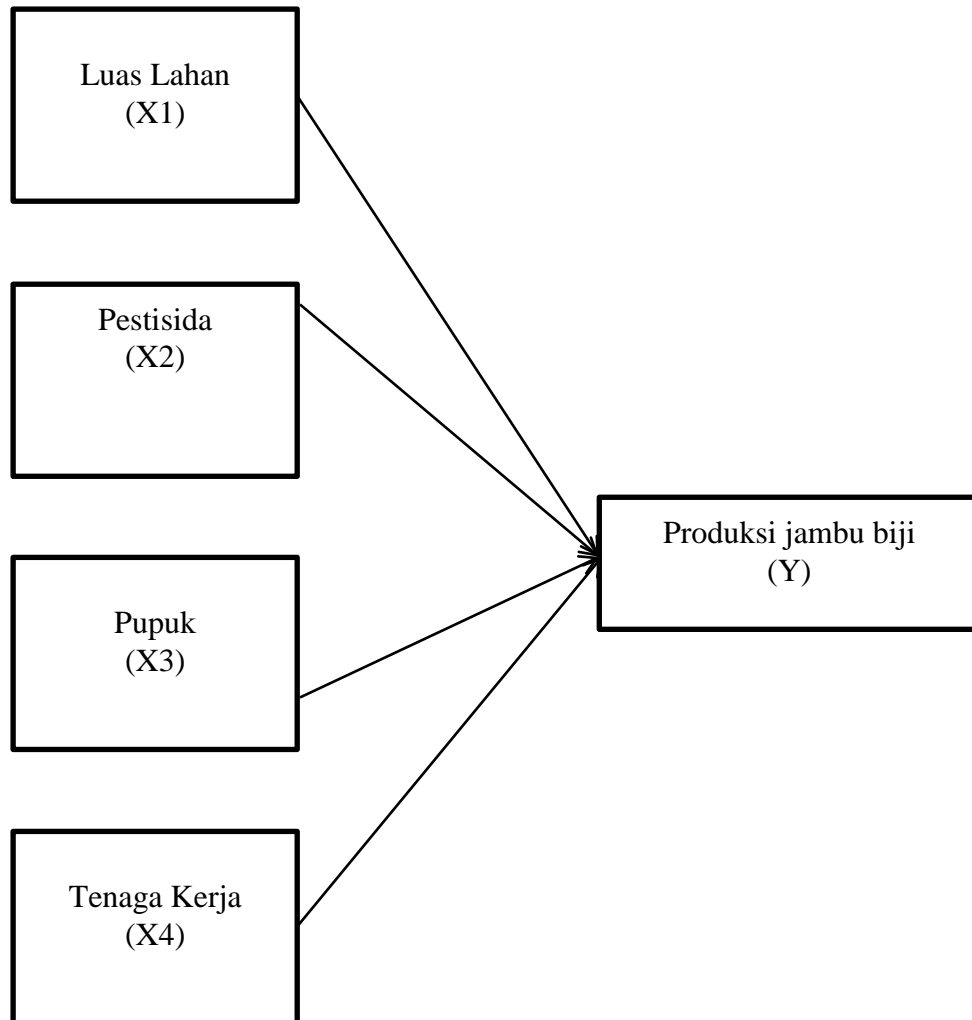 Luas Lahan
(X1)
Pestisida
(X2)
Pupuk
(X3)
Tenaga Kerja
(X4)
Produksi jambu biji
(Y)